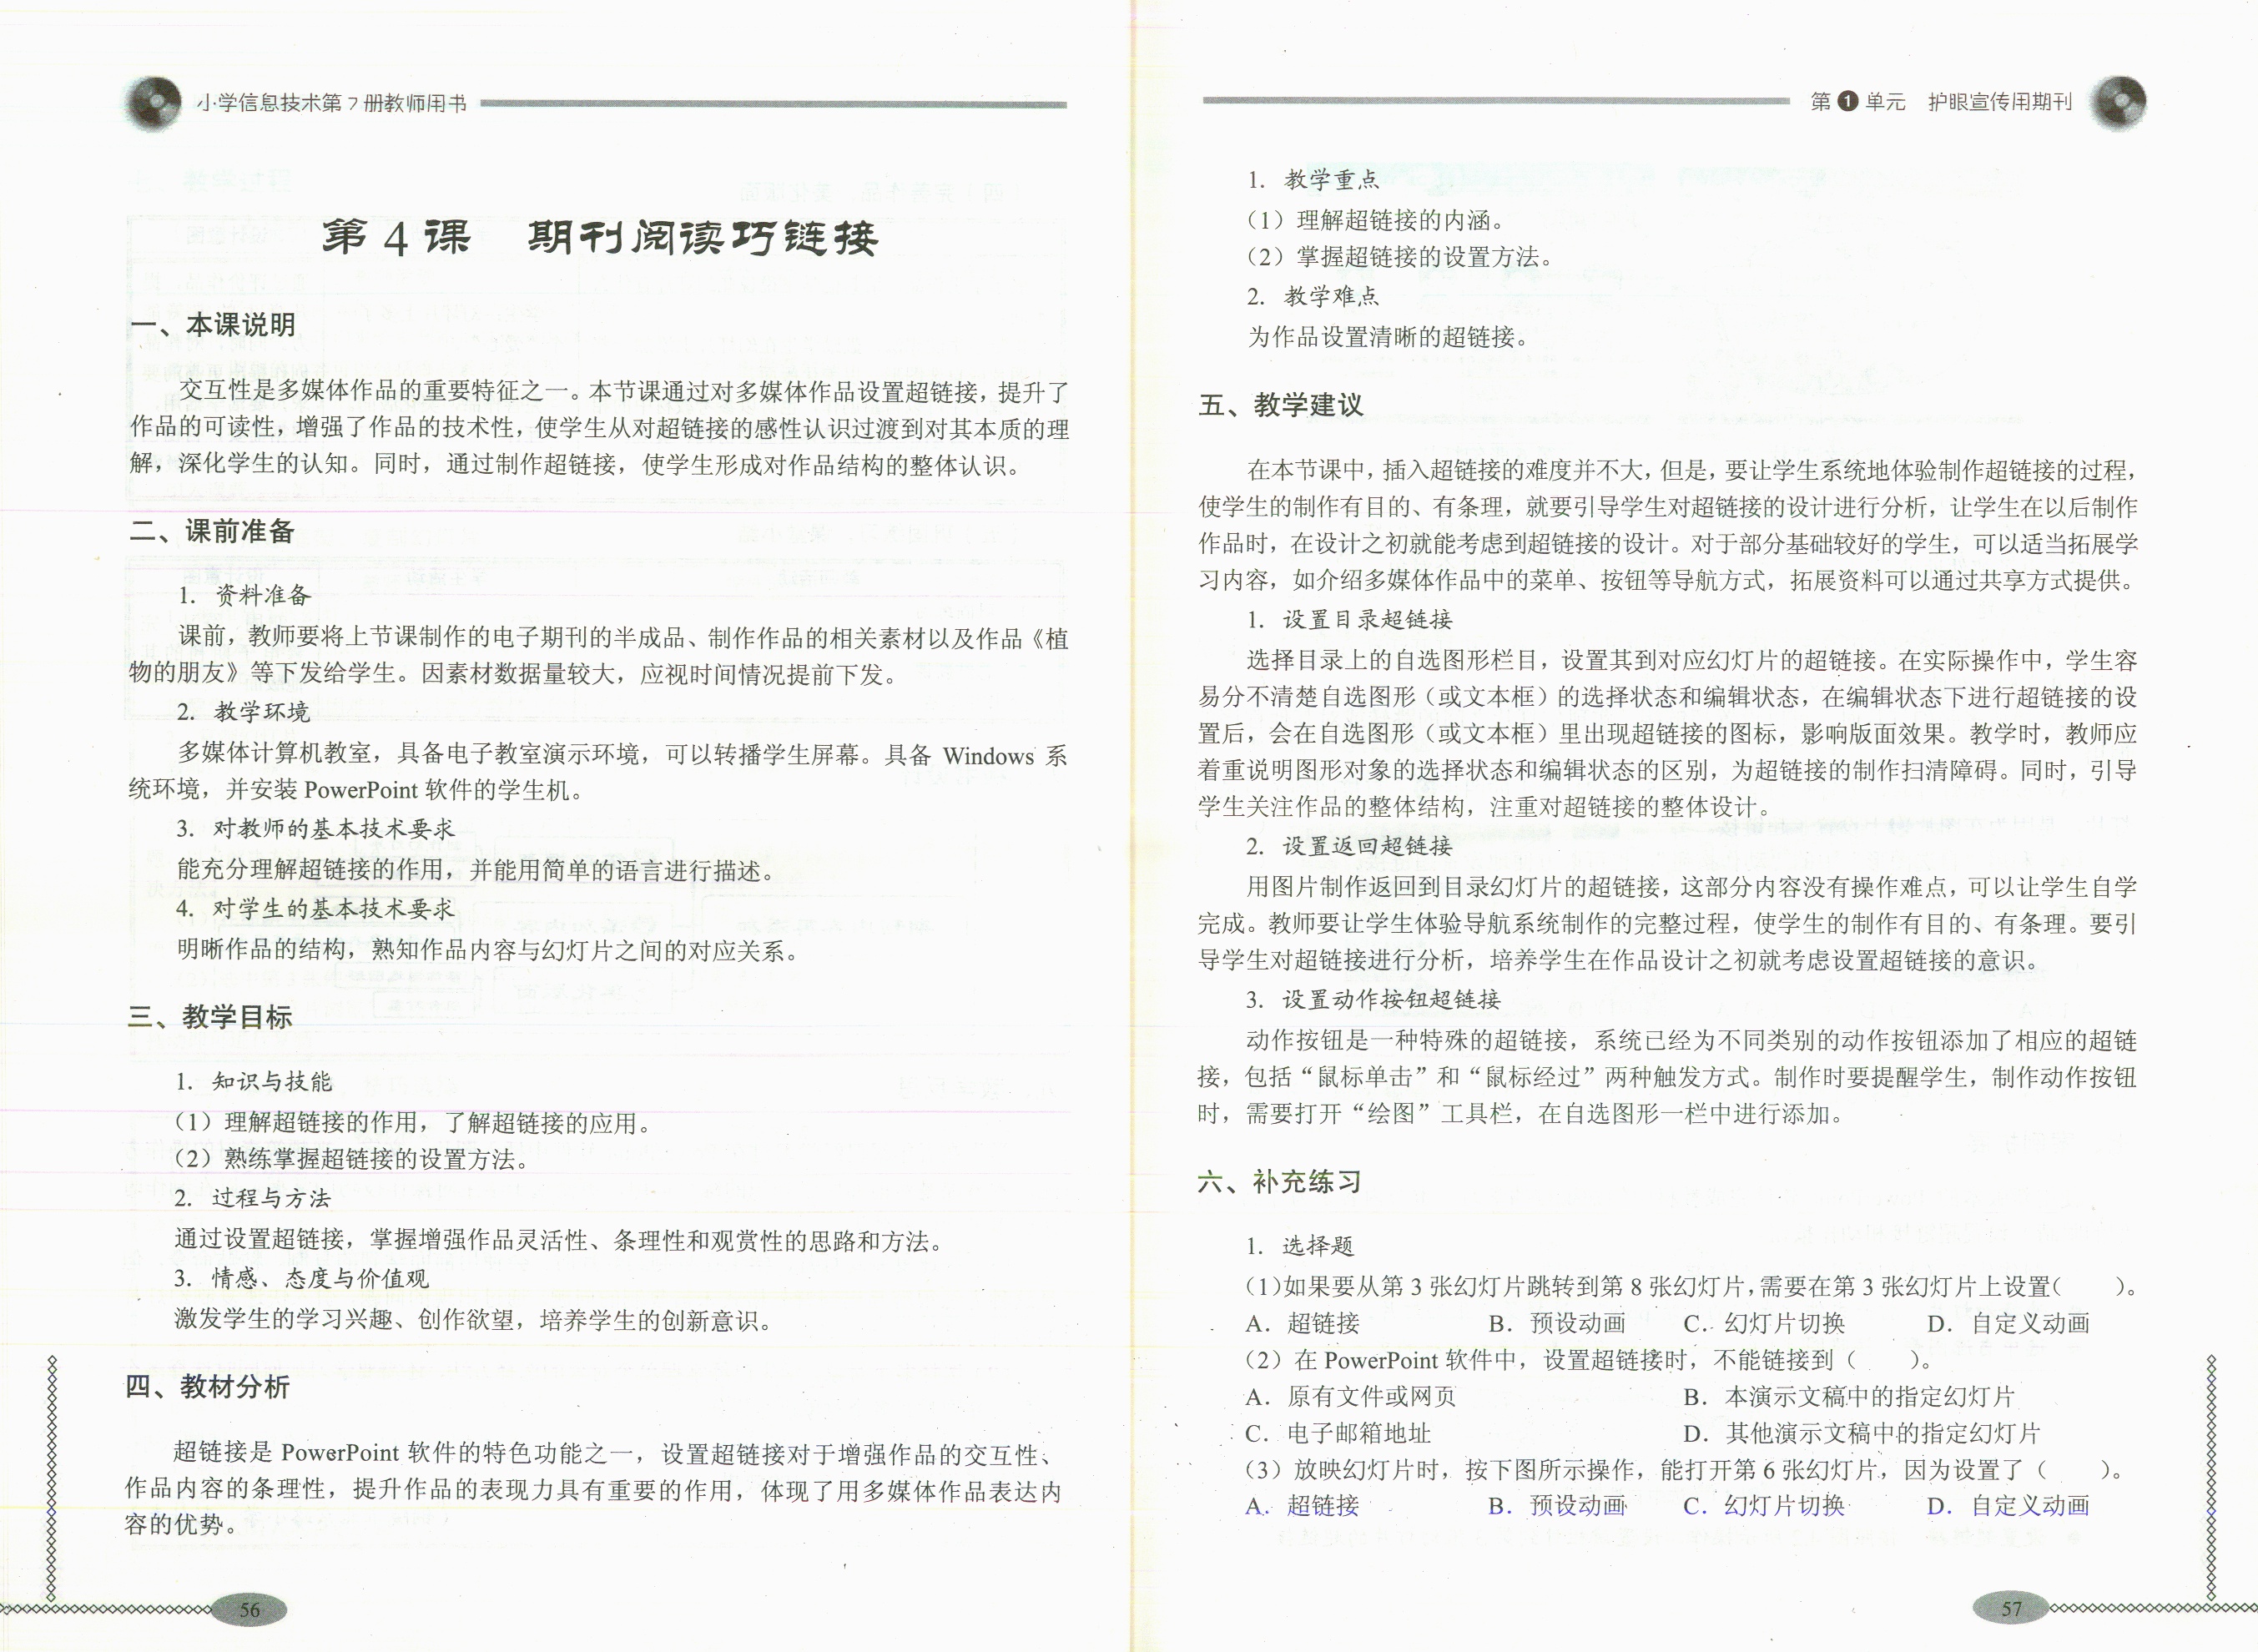 小学信息技术第7册教师用书
第4课 期刊阅读巧链接
一、本课说明
交互性是多媒体作品的重要特征之一。本节课通过对多媒体作品设置超链接，提升了
作品的可读性，增强了作品的技术性，使学生从对超链接的感性认识过渡到对其本质的理
解，深化学生的认知。同时，通过制作超链接，使学生形成对作品结构的整体认识。
二、课前准备
1. 资料准备
课前，教师要将上节课制作的电子期刊的半成品、制作作品的相关素材以及作品《植
物的朋友》等下发给学生。因素材数据量较大，应视时间情况提前下发。
2. 教学环境
多媒体计算机教室，具备电子教室演示环境，可以转播学生屏幕。具备 Windows 系
统环境，并安装 PowerPoint 软件的学生机。
3. 对教师的基本技术要求
能充分理解超链接的作用，并能用简单的语言进行描述。
4. 对学生的基本技术要求
明晰作品的结构，熟知作品内容与幻灯片之间的对应关系。
三、教学目标
1. 知识与技能
（1）理解超链接的作用，了解超链接的应用。
（2）熟练掌握超链接的设置方法。
2. 过程与方法
通过设置超链接，掌握增强作品灵活性、条理性和观赏性的思路和方法。
3. 情感、态度与价值观
激发学生的学习兴趣、创作欲望，培养学生的创新意识。
四、教材分析
超链接是 PowerPoint 软件的特色功能之一，设置超链接对于增强作品的交互性、
作品内容的条理性，提升作品的表现力具有重要的作用，体现了用多媒体作品表达内
容的优势。
56
第1单元 护眼宣传用期刊
1. 教学重点
（1）理解超链接的内涵。
（2）掌握超链接的设置方法。
2. 教学难点
为作品设置清晰的超链接。
五、教学建议
在本节课中，插入超链接的难度并不大，但是，要让学生系统地体验制作超链接的过程，
使学生的制作有目的、有条理，就要引导学生对超链接的设计进行分析，让学生在以后制作
作品时，在设计之初就能考虑到超链接的设计。对于部分基础较好的学生，可以适当拓展学
习内容，如介绍多媒体作品中的菜单、按钮等导航方式，拓展资料可以通过共享方式提供。
1. 设置目录超链接
选择目录上的自选图形栏目，设置其到对应幻灯片的超链接。在实际操作中，学生容
易分不清楚自选图形（或文本框）的选择状态和编辑状态，在编辑状态下进行超链接的设
置后，会在自选图形（或文本框）里出现超链接的图标，影响版面效果。教学时，教师应
着重说明图形对象的选择状态和编辑状态的区别，为超链接的制作扫清障碍。同时，引导
学生关注作品的整体结构，注重对超链接的整体设计。
2. 设置返回超链接
用图片制作返回到目录幻灯片的超链接，这部分内容没有操作难点，可以让学生自学
完成。教师要让学生体验导航系统制作的完整过程，使学生的制作有目的、有条理。要引
导学生对超链接进行分析，培养学生在作品设计之初就考虑设置超链接的意识。
3. 设置动作按钮超链接
动作按钮是一种特殊的超链接，系统已经为不同类别的动作按钮添加了相应的超链
接，包括“鼠标单击”和“鼠标经过”两种触发方式。制作时要提醒学生，制作动作按钮
时，需要打开“绘图”工具栏，在自选图形一栏中进行添加。
六、补充练习
1. 选择题
（1）如果要从第 3 张幻灯片跳转到第 8 张幻灯片，需要在第 3 张幻灯片上设置（ ）。
A. 超链接 B. 预设动画 C. 幻灯片切换 D. 自定义动画
（2）在 PowerPoint 软件中，设置超链接时，不能链接到（ ）。
A. 原有文件或网页 B. 本演示文稿中的指定幻灯片
C. 电子邮箱地址 D. 其他演示文稿中的指定幻灯片
（3）放映幻灯片时，按下图所示操作，能打开第 6 张幻灯片，因为设置了（ ）。
A. 超链接 B. 预设动画 C. 幻灯片切换 D. 自定义动画
57